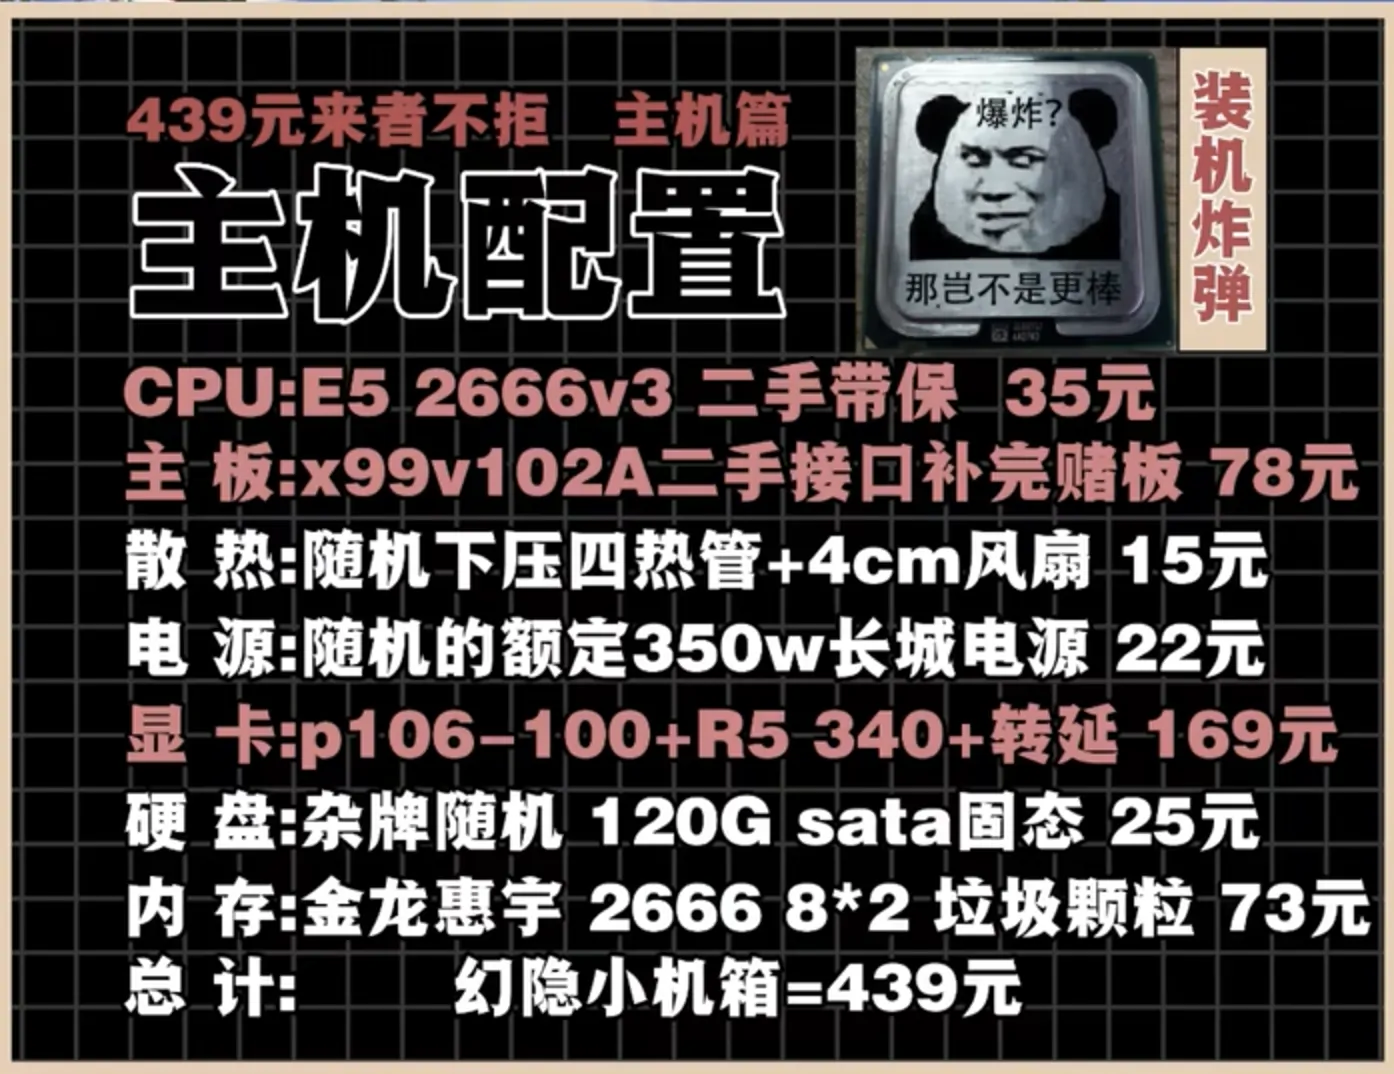 439元来者不拒 主机篇
主机配置
爆炸?
那岂不是更棒
装机炸弹
CPU:E5 2666v3 二手带保 35元
主 板:x99v102A二手接口补完赌板 78元
散 热:随机下压四热管+4cm风扇 15元
电 源:随机的额定350w长城电源 22元
显 卡:p106-100+R5 340+转延 169元
硬 盘:杂牌随机 120G sata固态 25元
内 存:金龙惠宇 2666 8*2 垃圾颗粒 73元
总 计: 幻隐小机箱=439元